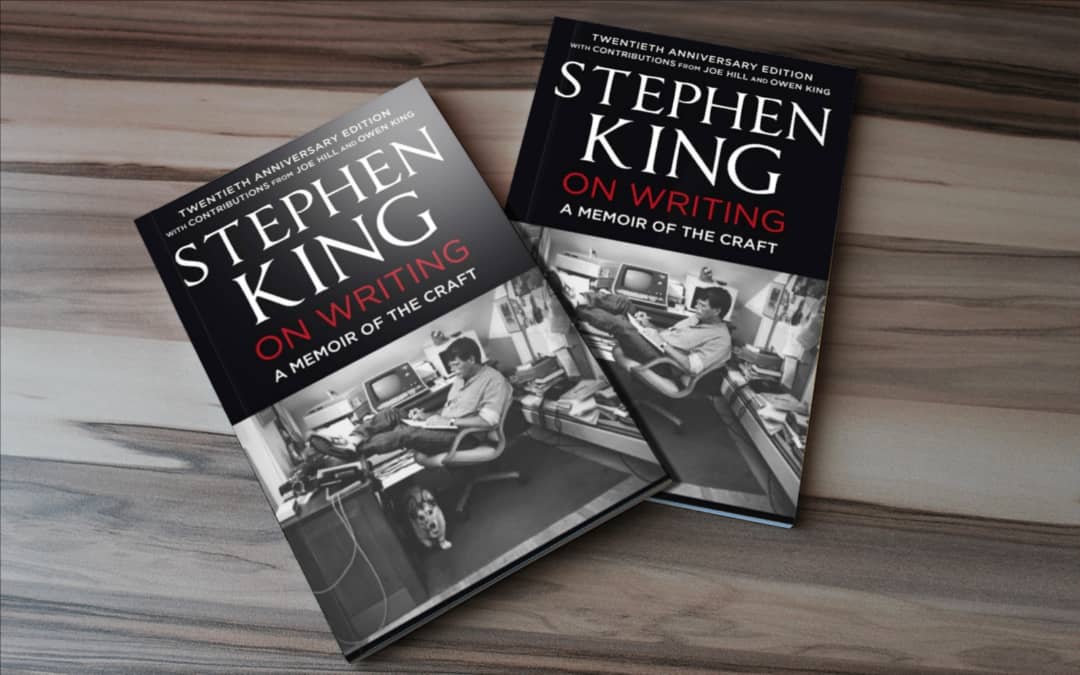 TWENTIETH ANNIVERSARY EDITION
WITH CONTRIBUTIONS FROM JOE HILL AND OWEN KING
STEPHEN
KING
ON WRITING
A MEMOIR OF THE CRAFT
TWENTIETH ANNIVERSARY EDITION
WITH CONTRIBUTIONS FROM JOE HILL AND OWEN KING
STEPHEN
KING
ON WRITING
A MEMOIR OF THE CRAFT